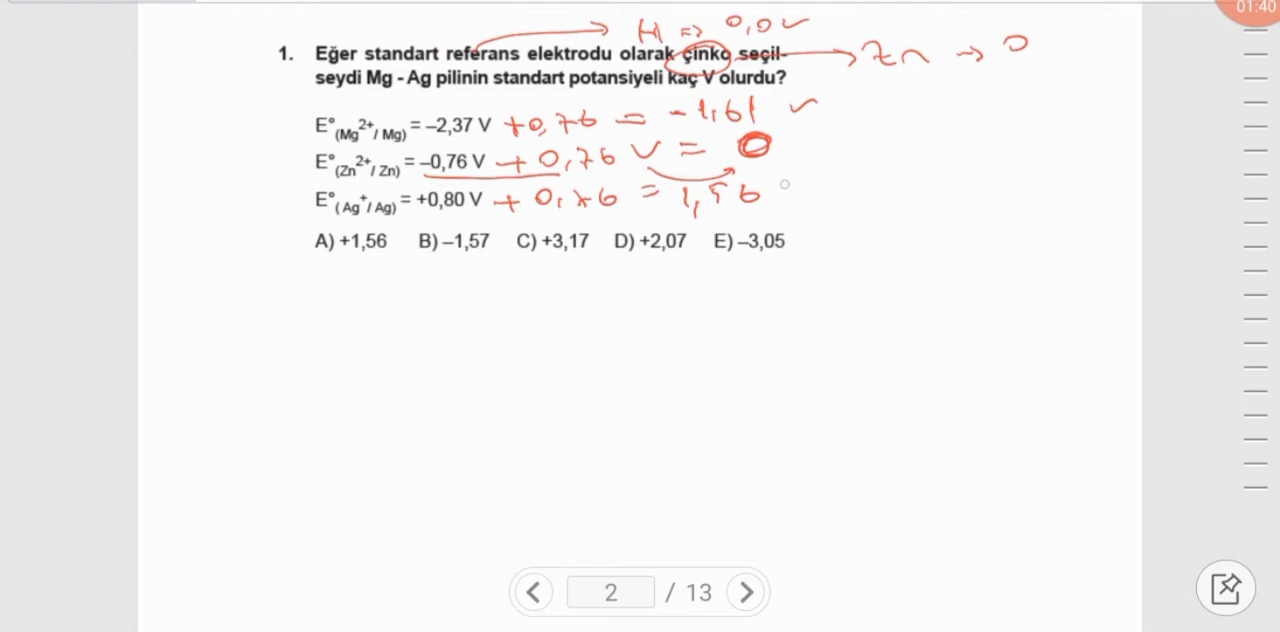 01:40
H => 0,0 V
1. Eğer standart referans elektrodu olarak çinko seçil- → Zn → 0
seydi Mg - Ag pilinin standart potansiyeli kaç V olurdu?
E°(Mg2+/ Mg) = –2,37 V +0,76 = -1,61
E°(Zn2+/ Zn) = –0,76 V + 0,76 V = 0
E°(Ag+/ Ag) = +0,80 V + 0,76 = 1,56
A) +1,56 B) –1,57 C) +3,17 D) +2,07 E) –3,05
2 / 13